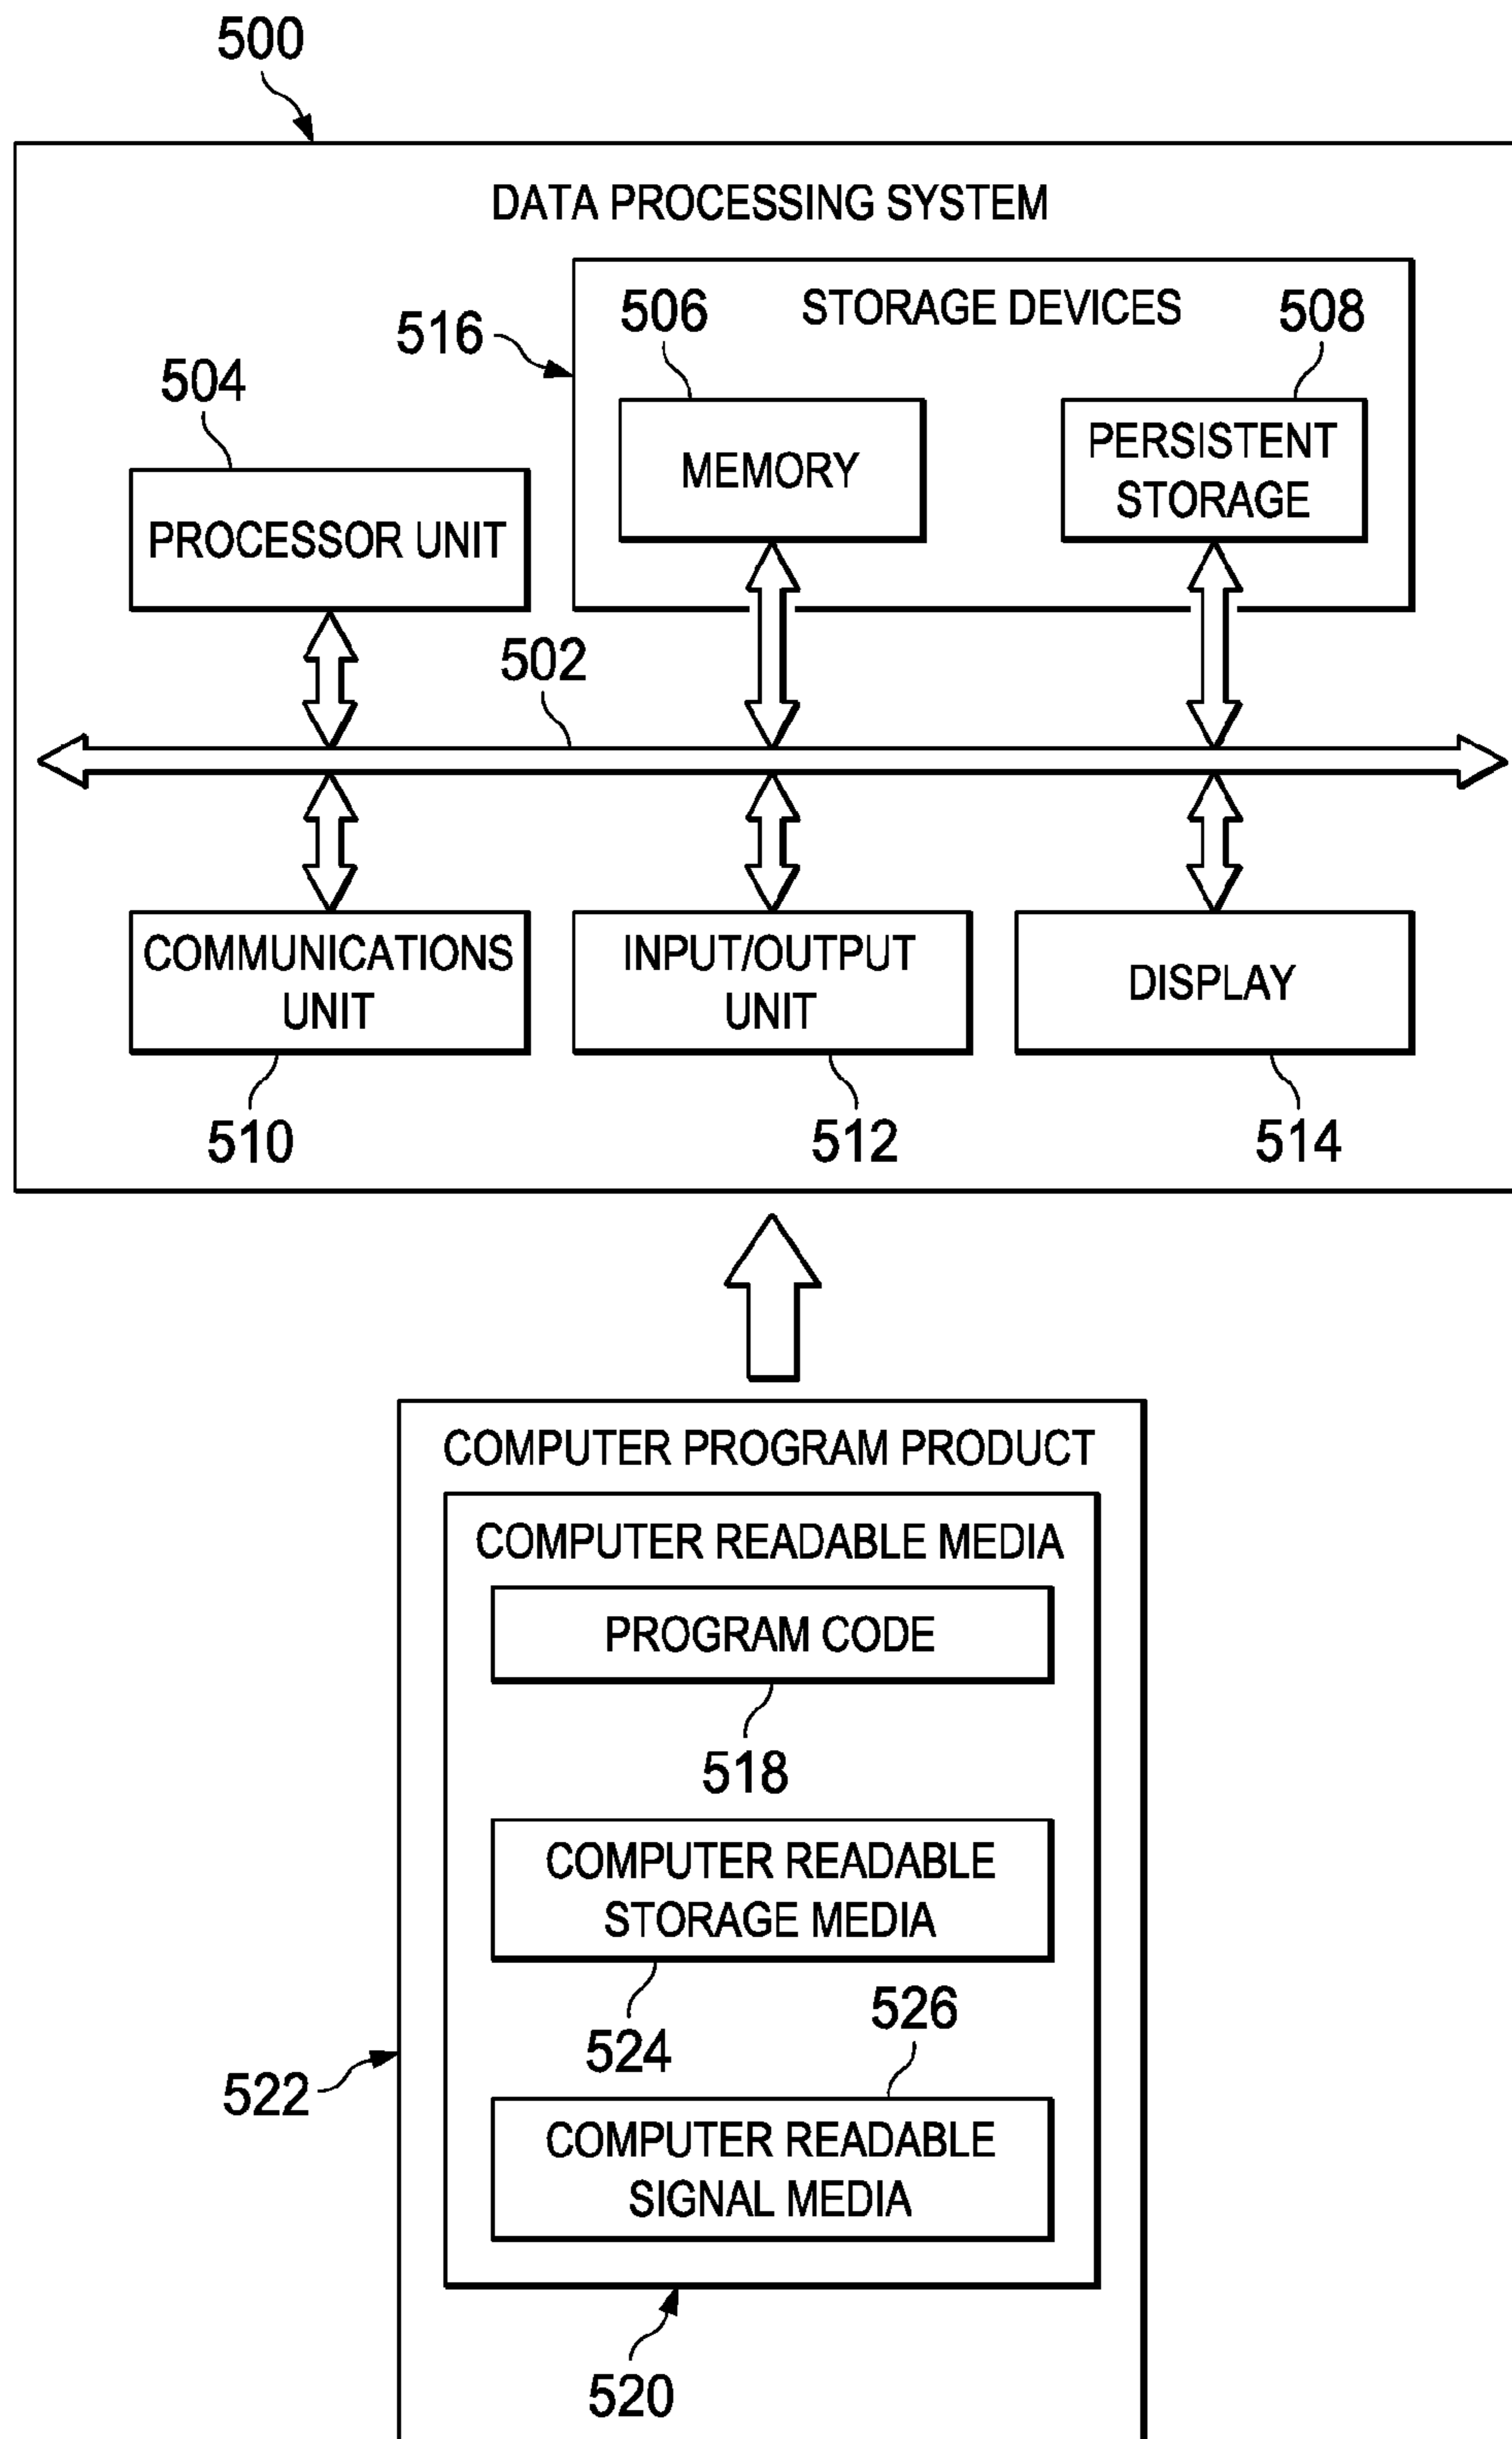 500
DATA PROCESSING SYSTEM
516
506
STORAGE DEVICES
508
504
MEMORY
PERSISTENT
STORAGE
PROCESSOR UNIT
502
COMMUNICATIONS
UNIT
INPUT/OUTPUT
UNIT
DISPLAY
510
512
514
COMPUTER PROGRAM PRODUCT
COMPUTER READABLE MEDIA
PROGRAM CODE
518
COMPUTER READABLE
STORAGE MEDIA
524
526
522
COMPUTER READABLE
SIGNAL MEDIA
520